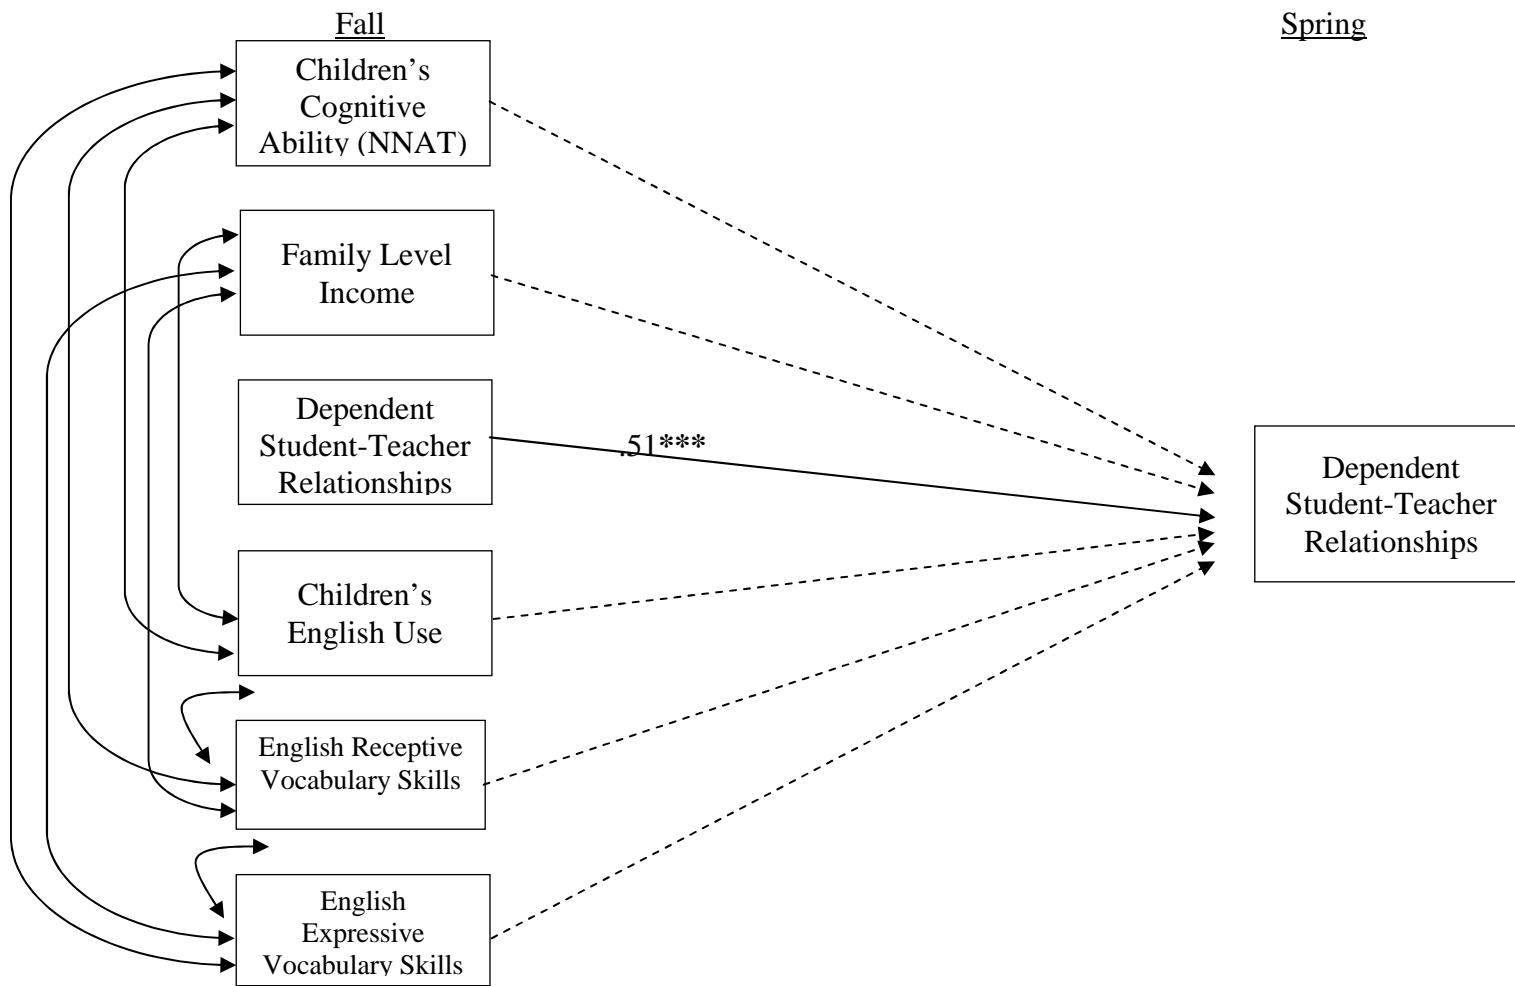 Fall
Spring
Children’s
Cognitive
Ability (NNAT)
Family Level
Income
Dependent
Student-Teacher
Relationships
.51***
Dependent
Student-Teacher
Relationships
Children’s
English Use
English Receptive
Vocabulary Skills
English
Expressive
Vocabulary Skills